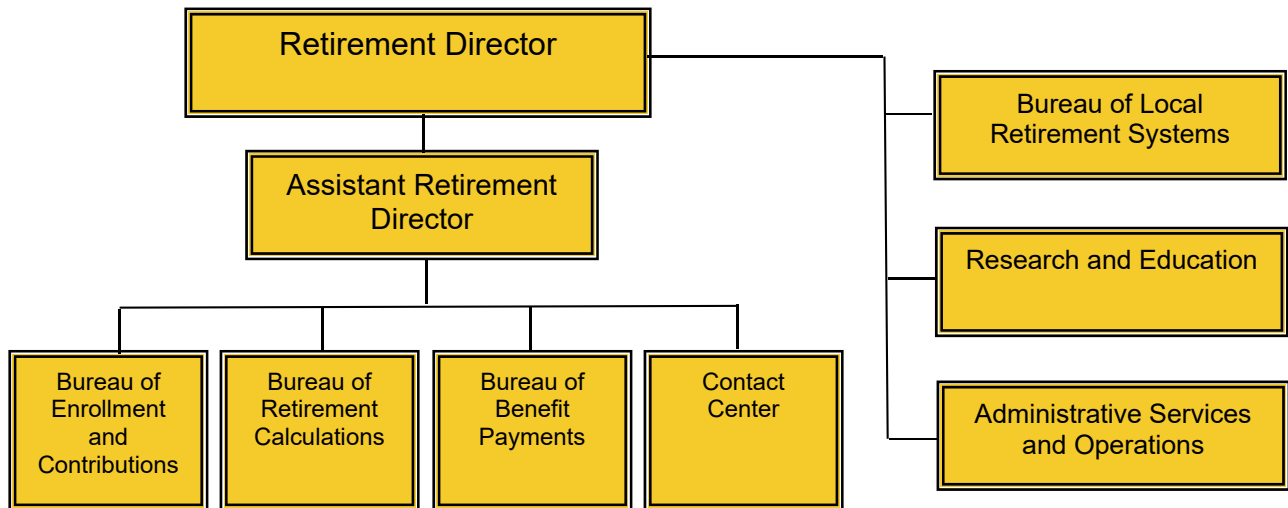 Retirement Director
Bureau of Local
Retirement Systems
Assistant Retirement
Director
Research and Education
Bureau of
Enrollment
and
Contributions
Bureau of
Retirement
Calculations
Bureau of
Benefit
Payments
Contact
Center
Administrative Services
and Operations